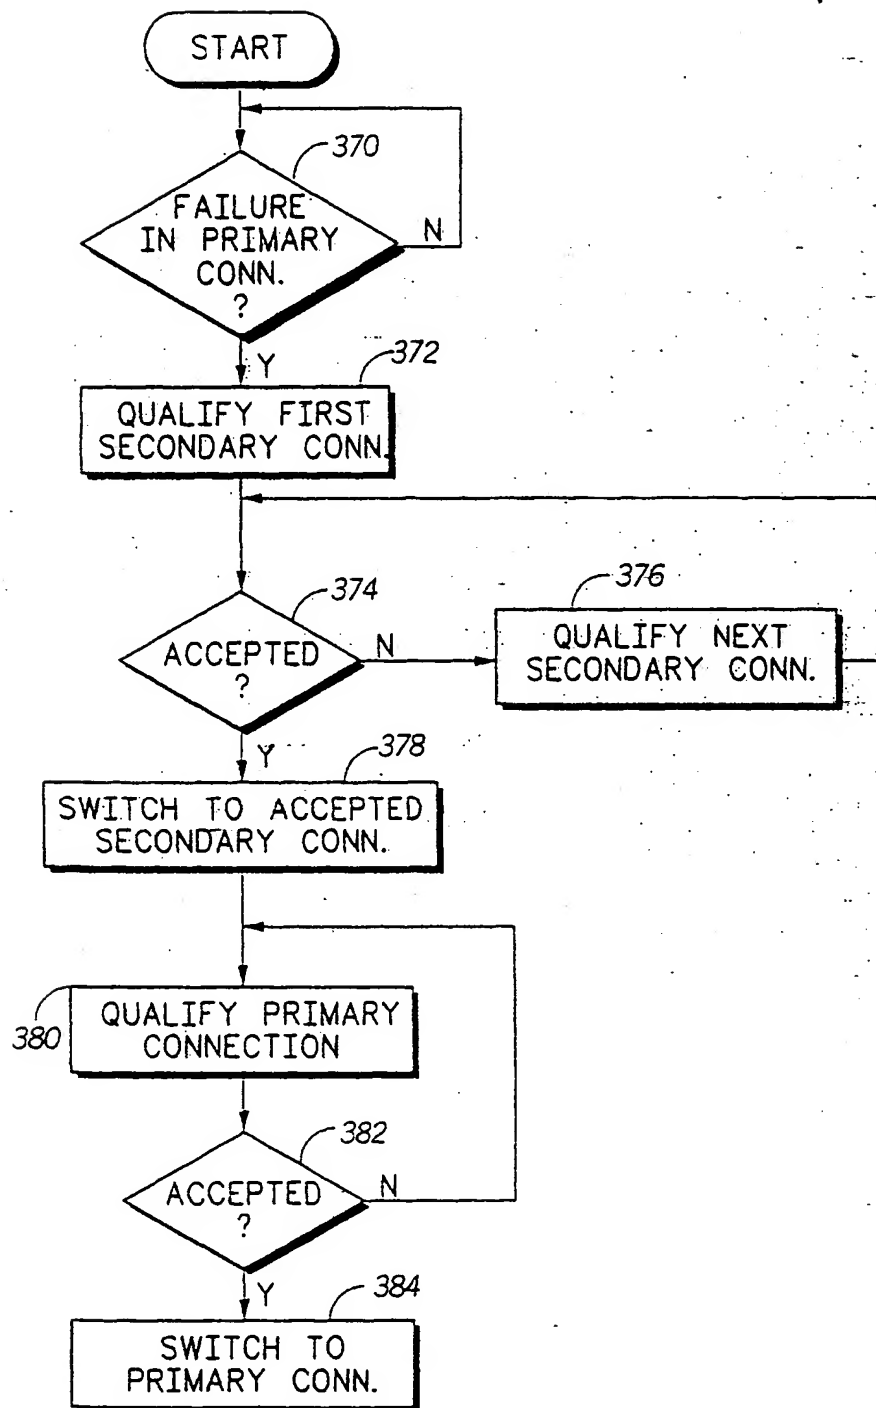 START
370
FAILURE
IN PRIMARY
CONN.
?
N
Y
372
QUALIFY FIRST
SECONDARY CONN.
374
ACCEPTED
?
N
376
QUALIFY NEXT
SECONDARY CONN.
Y
378
SWITCH TO ACCEPTED
SECONDARY CONN.
380
QUALIFY PRIMARY
CONNECTION
382
ACCEPTED
?
N
Y
384
SWITCH TO
PRIMARY CONN.